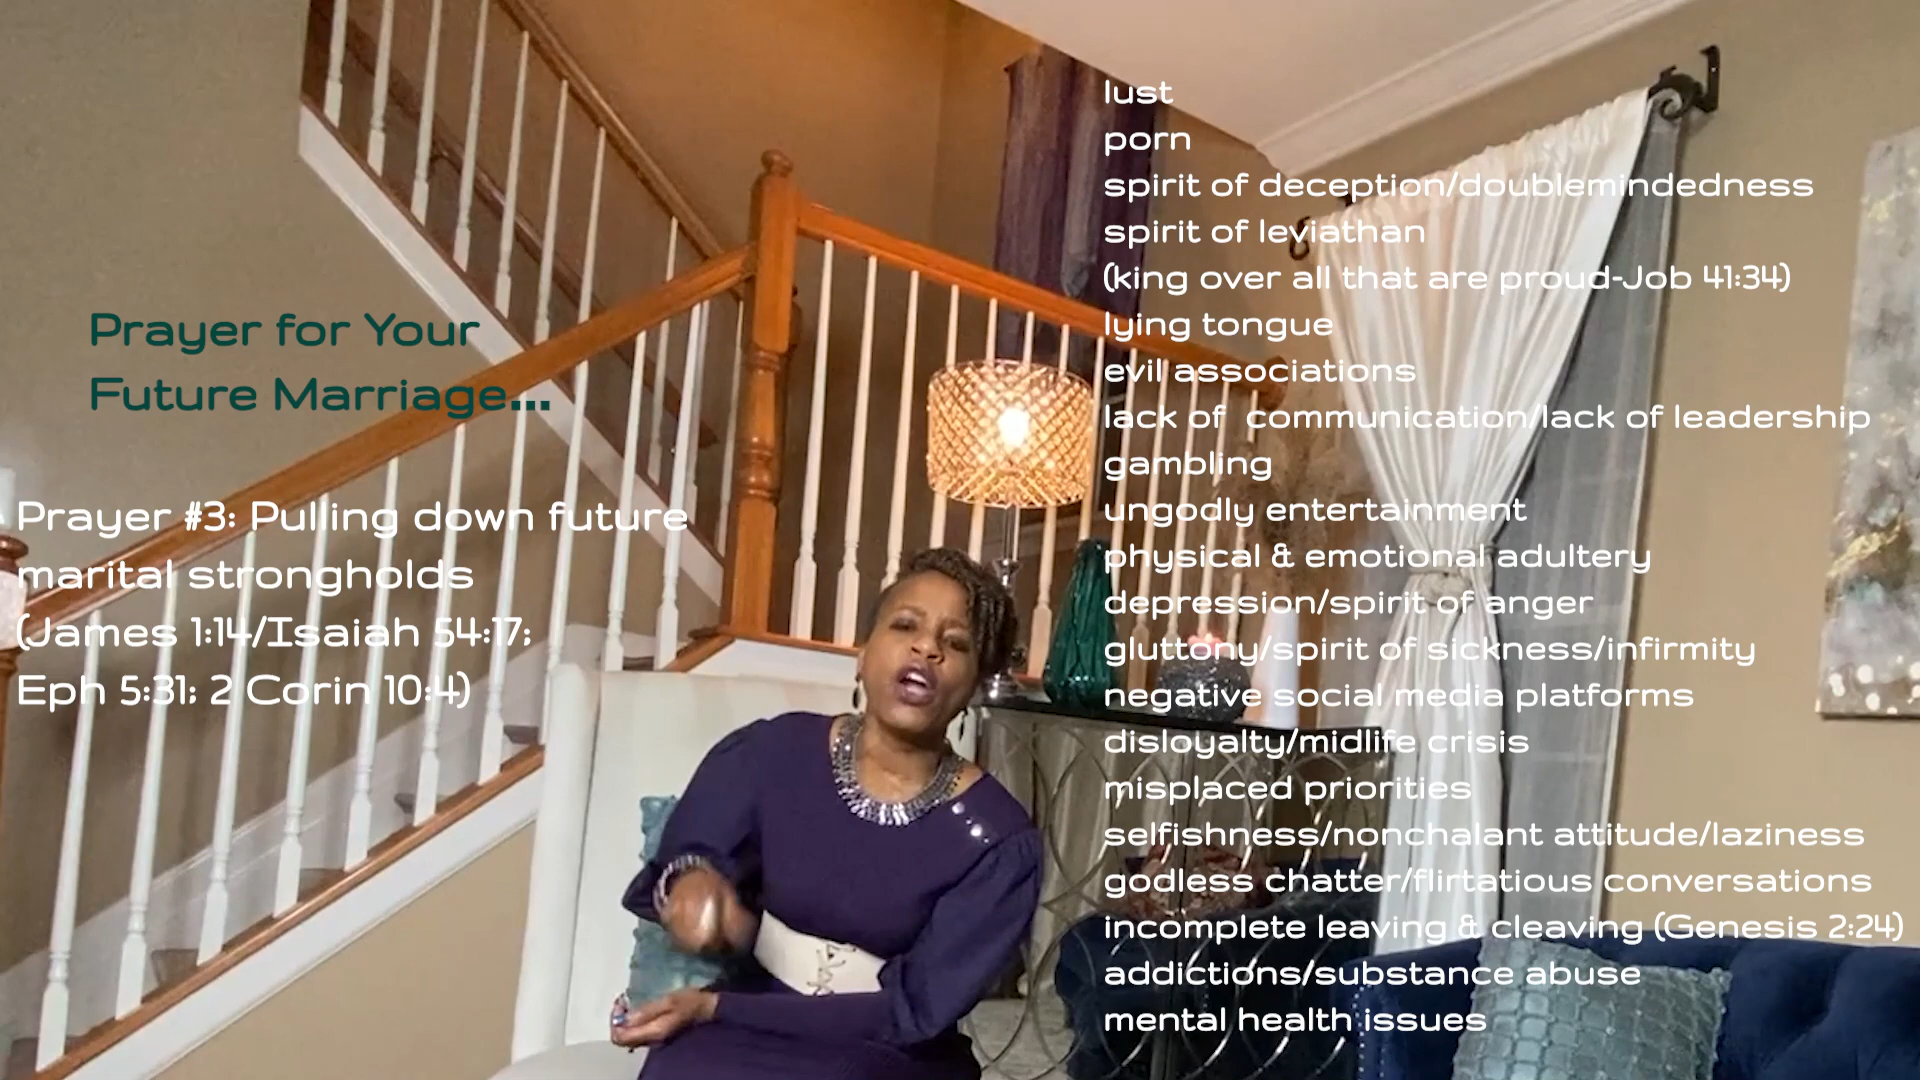 Prayer for Your
Future Marriage...
Prayer #3: Pulling down future
marital strongholds
(James 1:14/Isaiah 54:17;
Eph 5:31; 2 Corin 10:4)
lust
porn
spirit of deception/doublemindedness
spirit of leviathan
(king over all that are proud-Job 41:34)
lying tongue
evil associations
lack of  communication/lack of leadership
gambling
ungodly entertainment
physical & emotional adultery
depression/spirit of anger
gluttony/spirit of sickness/infirmity
negative social media platforms
disloyalty/midlife crisis
misplaced priorities
selfishness/nonchalant attitude/laziness
godless chatter/flirtatious conversations
incomplete leaving & cleaving (Genesis 2:24)
addictions/substance abuse
mental health issues